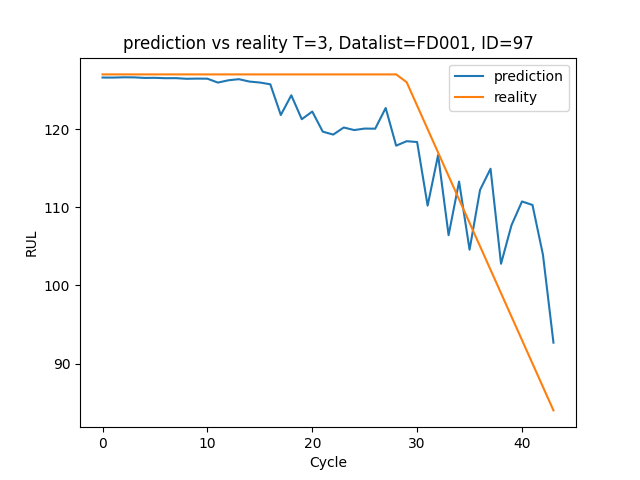 prediction vs reality T=3, Datalist=FD001, ID=97
prediction
reality
120
110
100
90
RUL
0 10 20 30 40
Cycle